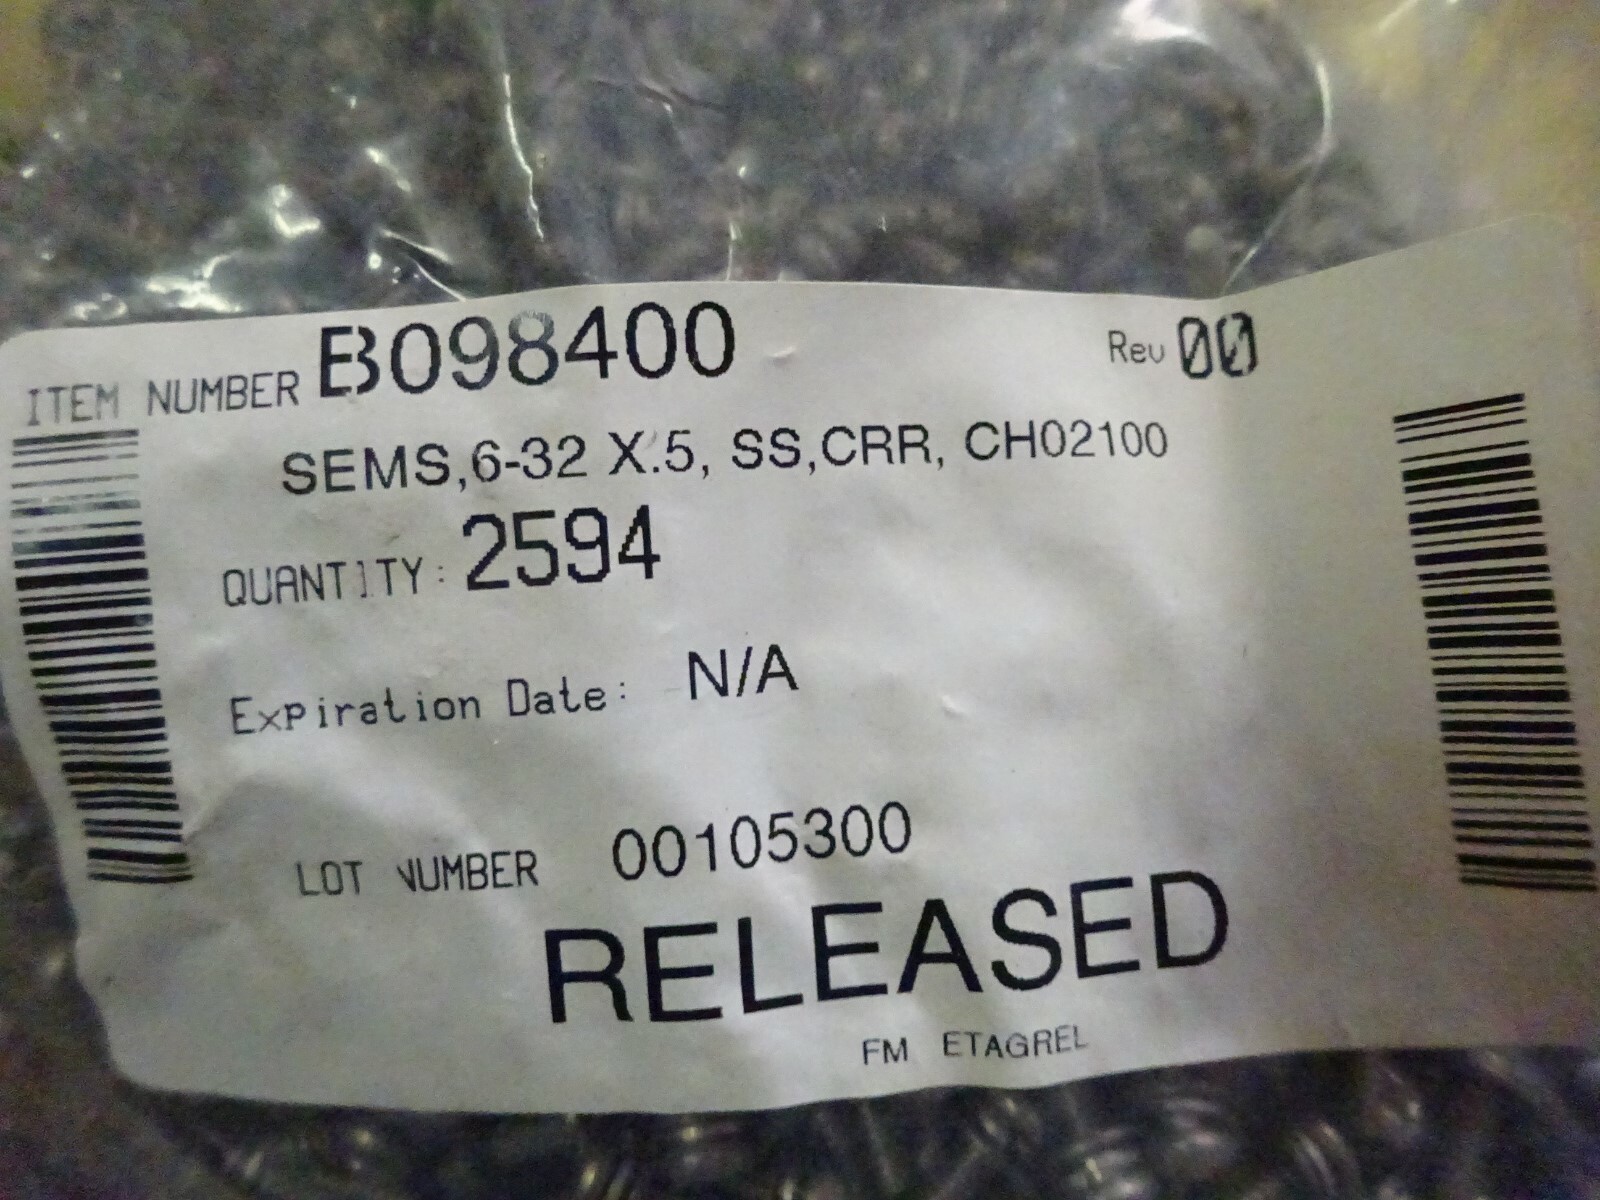 ITEM NUMBER B098400 Rev 00
SEMS,6-32 X.5, SS,CRR, CH02100
QUANTITY: 2594
Expiration Date: N/A
LOT NUMBER 00105300
RELEASED
FM ETAGREL